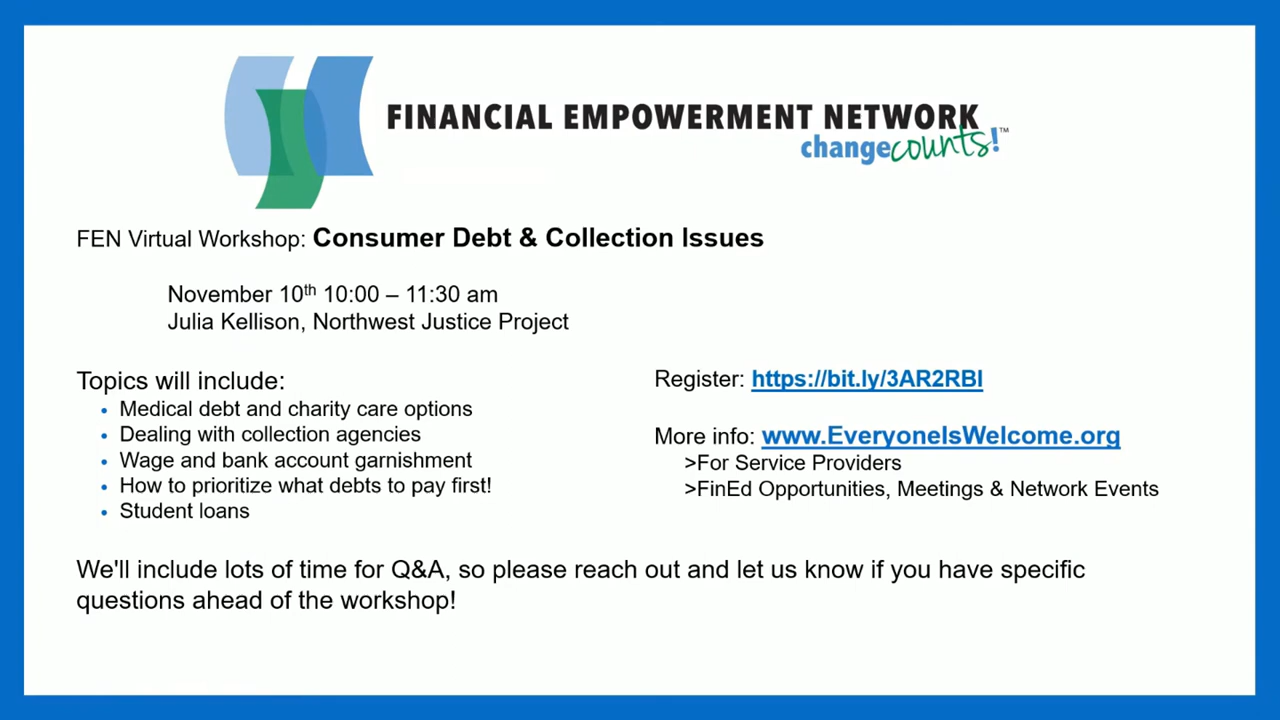 FINANCIAL EMPOWERMENT NETWORK
changecounts!™
FEN Virtual Workshop: Consumer Debt & Collection Issues
November 10th 10:00 – 11:30 am
Julia Kellison, Northwest Justice Project
Topics will include:
• Medical debt and charity care options
• Dealing with collection agencies
• Wage and bank account garnishment
• How to prioritize what debts to pay first!
• Student loans
Register: https://bit.ly/3AR2RBI
More info: www.EveryoneIsWelcome.org
>For Service Providers
>FinEd Opportunities, Meetings & Network Events
We'll include lots of time for Q&A, so please reach out and let us know if you have specific
questions ahead of the workshop!